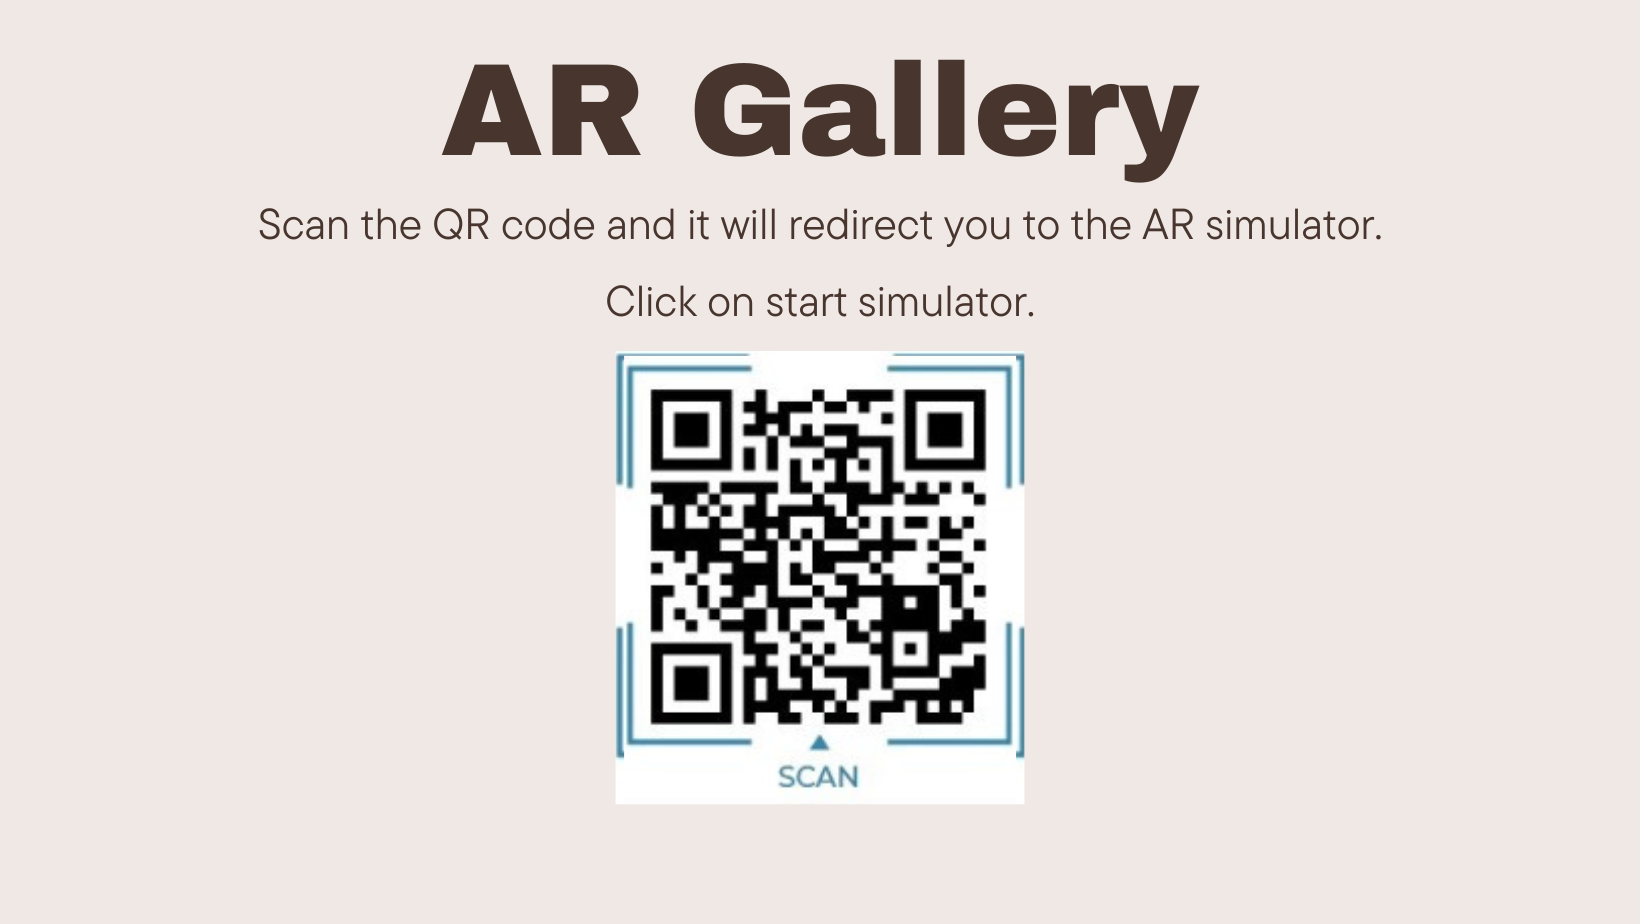 AR Gallery
Scan the QR code and it will redirect you to the AR simulator.
Click on start simulator.
SCAN